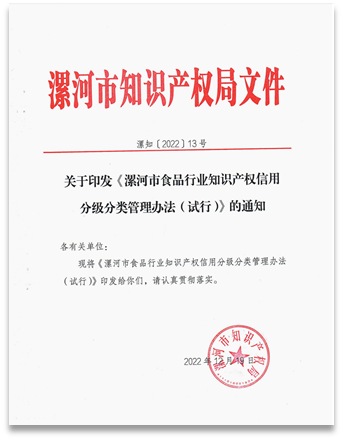 漯河市知识产权局文件
漯知〔2022〕13号
关于印发《漯河市食品行业知识产权信用
分级分类管理办法（试行）》的通知
各有关单位：
现将《漯河市食品行业知识产权信用分级分类管理办法
（试行）》印发给你们，请认真贯彻落实。
2022年12月19日
漯河市知识产权局